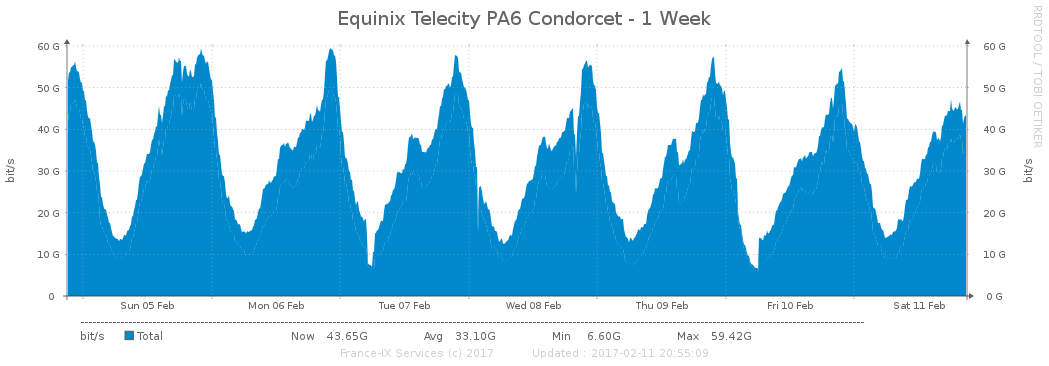 Equinix Telecity PA6 Condorcet - 1 Week
RRDTOOL / TOBI OETIKER
bit/s
60 G
50 G
40 G
30 G
20 G
10 G
0
60 G
50 G
40 G
30 G
20 G
10 G
0 G
bit/s
Sun 05 Feb Mon 06 Feb Tue 07 Feb Wed 08 Feb Thu 09 Feb Fri 10 Feb Sat 11 Feb
bit/s Total Now 43.65G Avg 33.10G Min 6.60G Max 59.42G
France-IX Services (c) 2017 Updated : 2017-02-11 20:55:09